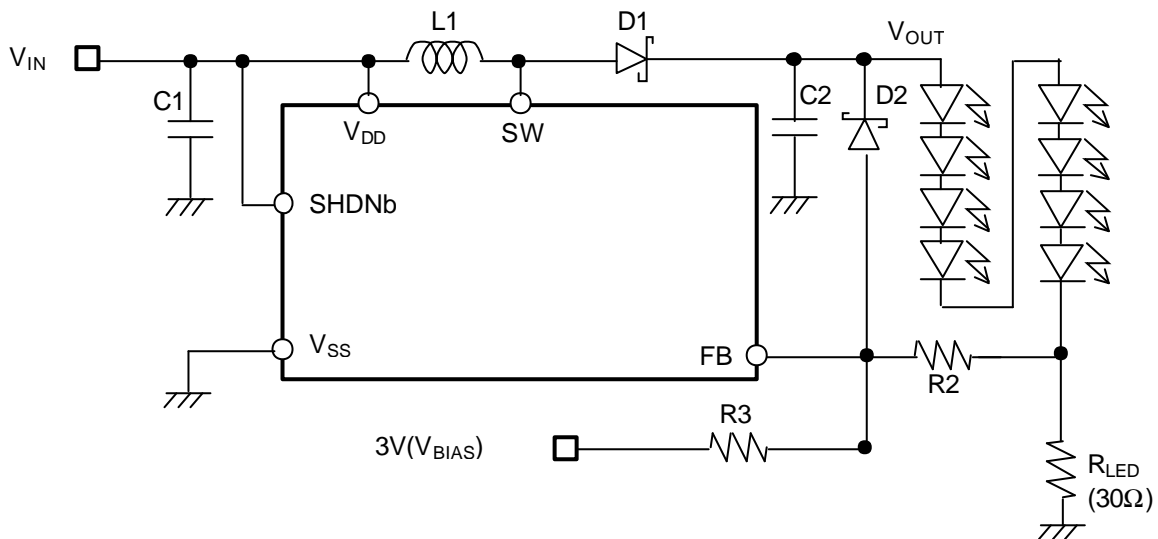 L1
D1
VOUT
VIN
C1
C2
D2
VDD
SW
SHDNb
VSS
FB
R2
R3
3V(VBIAS)
RLED
(30Ω)